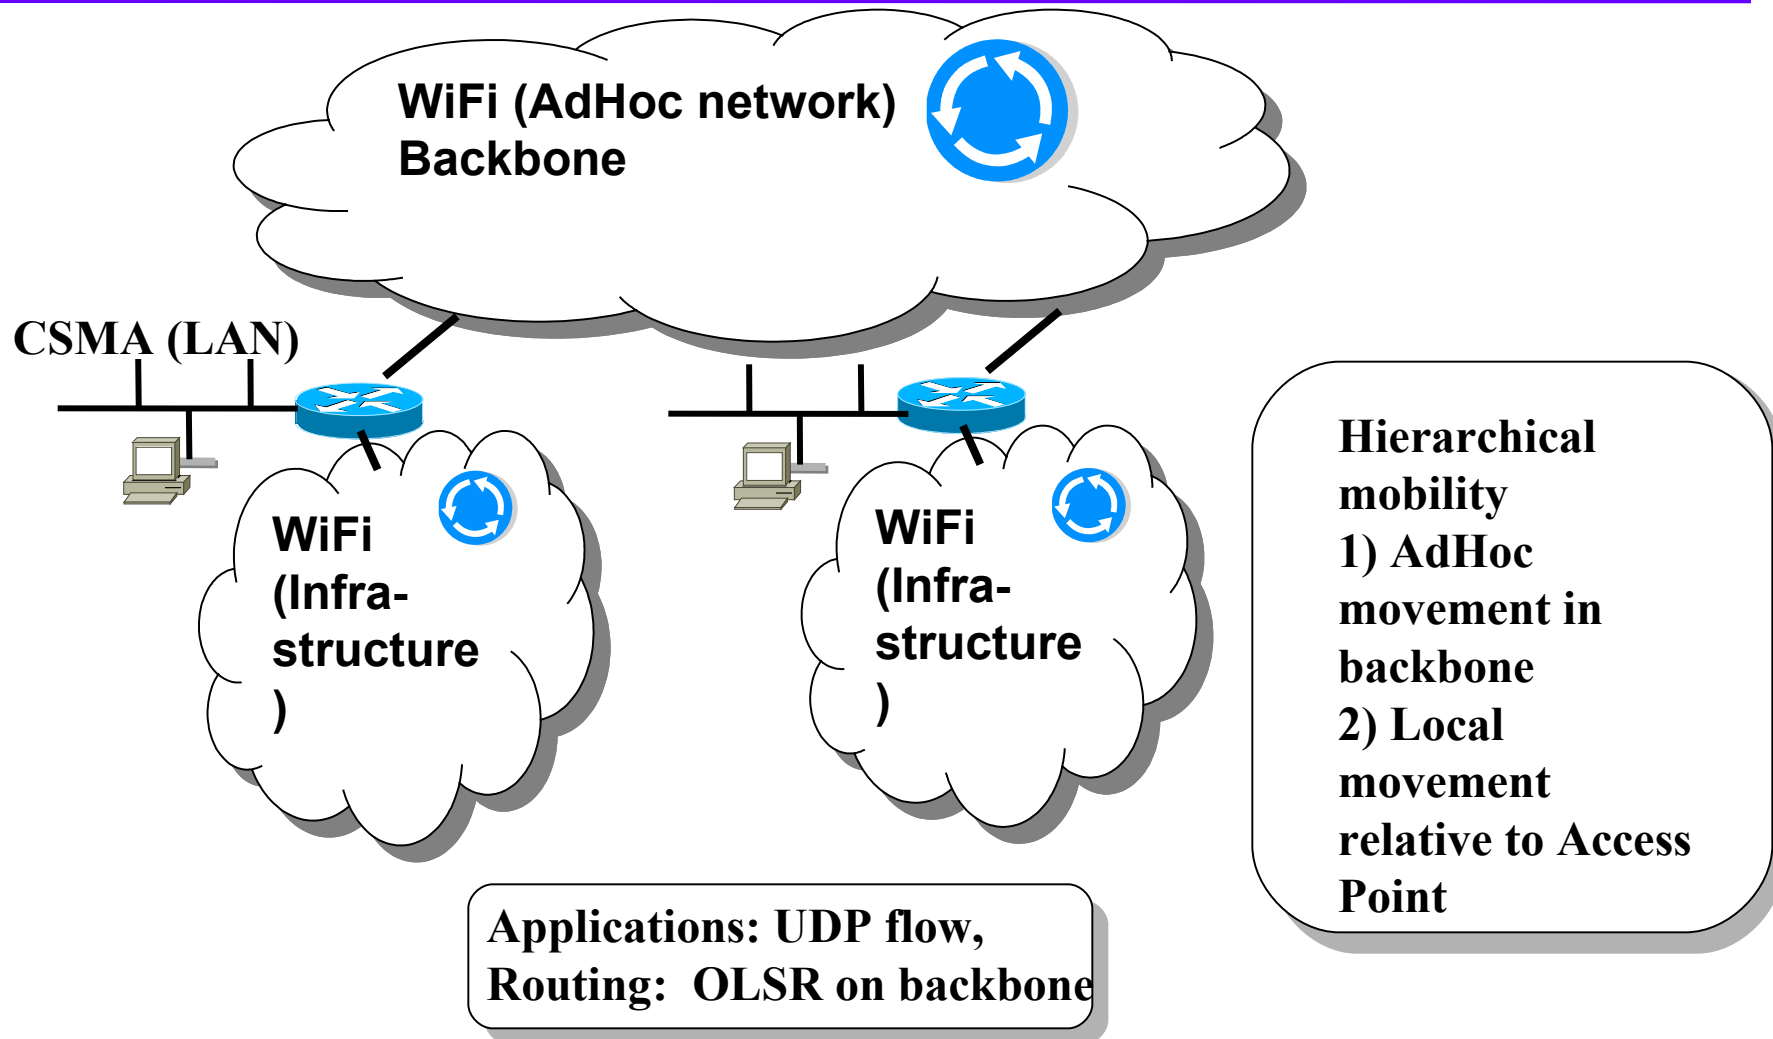 WiFi (AdHoc network)
Backbone
CSMA (LAN)
WiFi
(Infra-
structure
)
WiFi
(Infra-
structure
)
Hierarchical
mobility
1) AdHoc
movement in
backbone
2) Local
movement
relative to Access
Point
Applications: UDP flow,
Routing:  OLSR on backbone